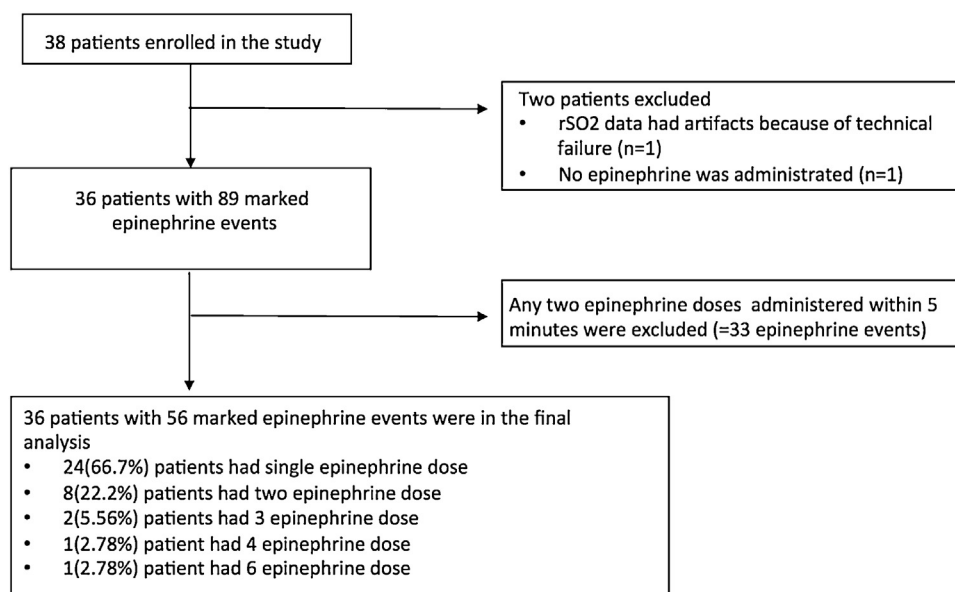 38 patients enrolled in the study
Two patients excluded
• rSO2 data had artifacts because of technical
failure (n=1)
• No epinephrine was administrated (n=1)
36 patients with 89 marked
epinephrine events
Any two epinephrine doses administered within 5
minutes were excluded (=33 epinephrine events)
36 patients with 56 marked epinephrine events were in the final
analysis
• 24(66.7%) patients had single epinephrine dose
• 8(22.2%) patients had two epinephrine dose
• 2(5.56%) patients had 3 epinephrine dose
• 1(2.78%) patient had 4 epinephrine dose
• 1(2.78%) patient had 6 epinephrine dose